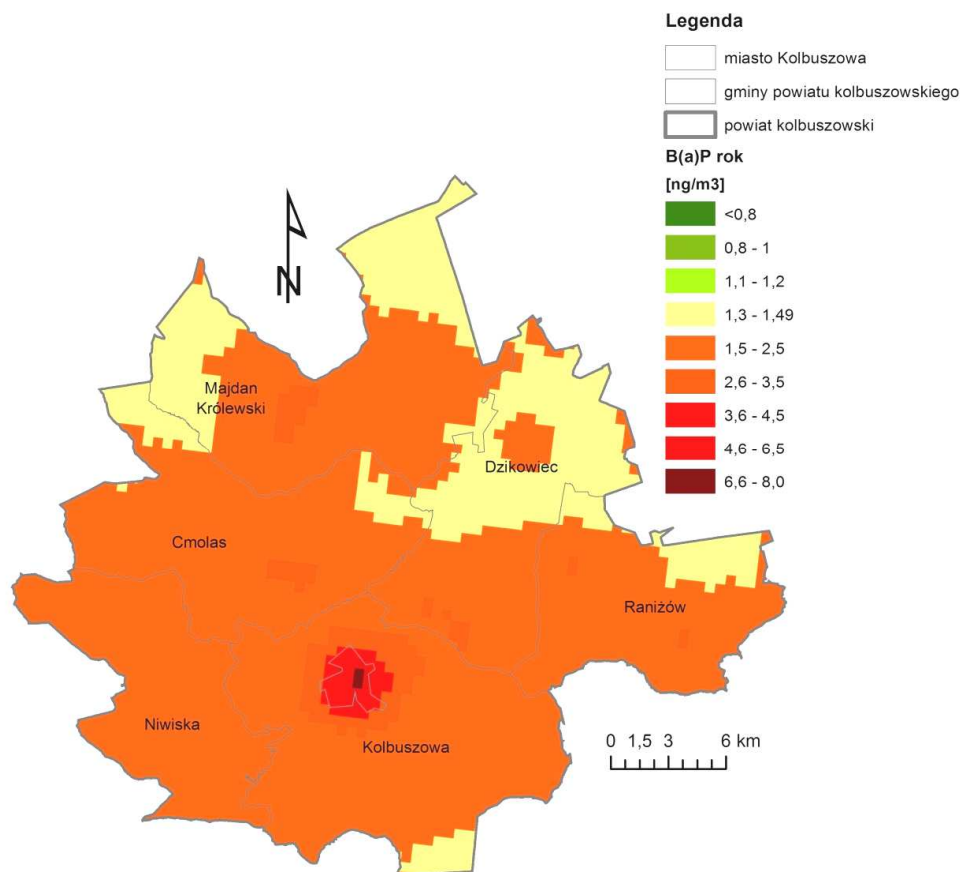 Legenda
miasto Kolbuszowa
gminy powiatu kolbuszowskiego
powiat kolbuszowski
B(a)P rok
[ng/m3]
<0,8
0,8 - 1
1,1 - 1,2
1,3 - 1,49
1,5 - 2,5
2,6 - 3,5
3,6 - 4,5
4,6 - 6,5
6,6 - 8,0
N
Majdan
Królewski
Dzikowiec
Cmolas
Raniżów
Niwiska
Kolbuszowa
0 1,5 3 6 km